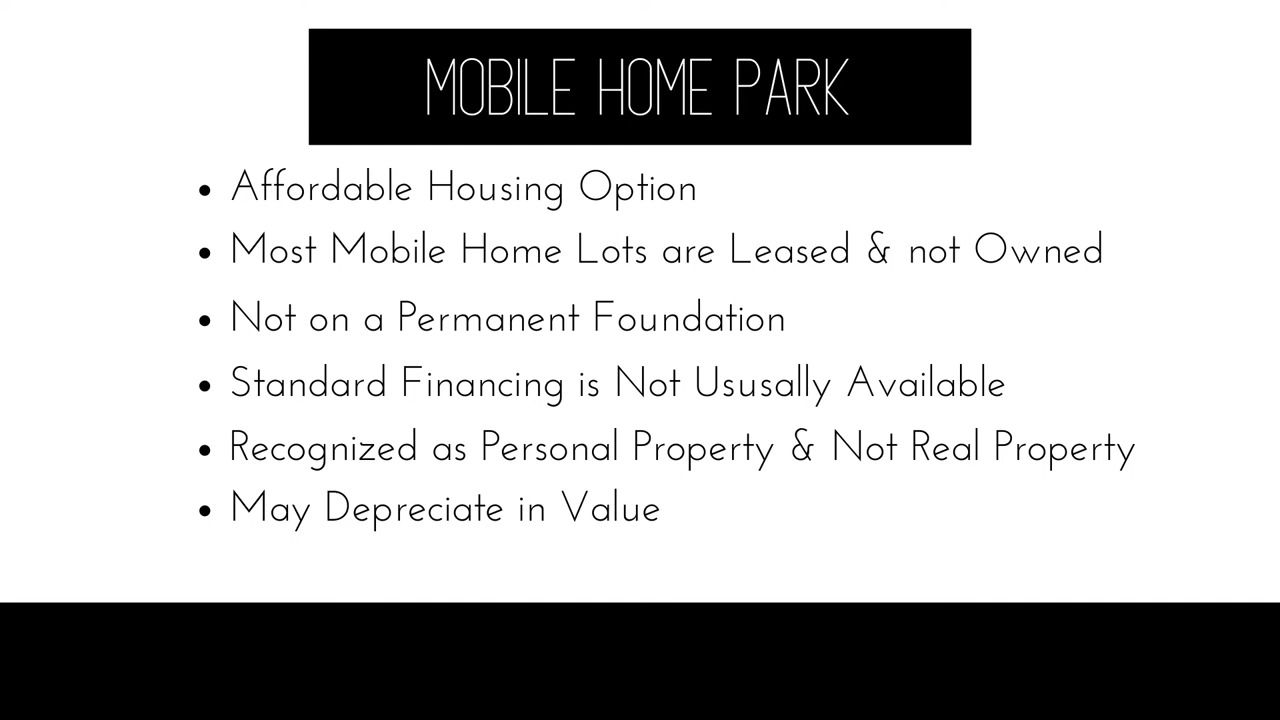 MOBILE HOME PARK
• Affordable Housing Option
• Most Mobile Home Lots are Leased & not Owned
• Not on a Permanent Foundation
• Standard Financing is Not Ususally Available
• Recognized as Personal Property & Not Real Property
• May Depreciate in Value